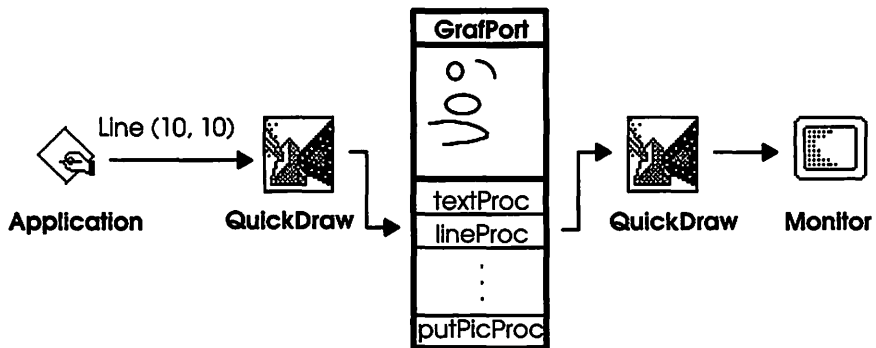 GrafPort
Line (10, 10)
Application
QuickDraw
textProc
lineProc
putPicProc
QuickDraw
Monitor